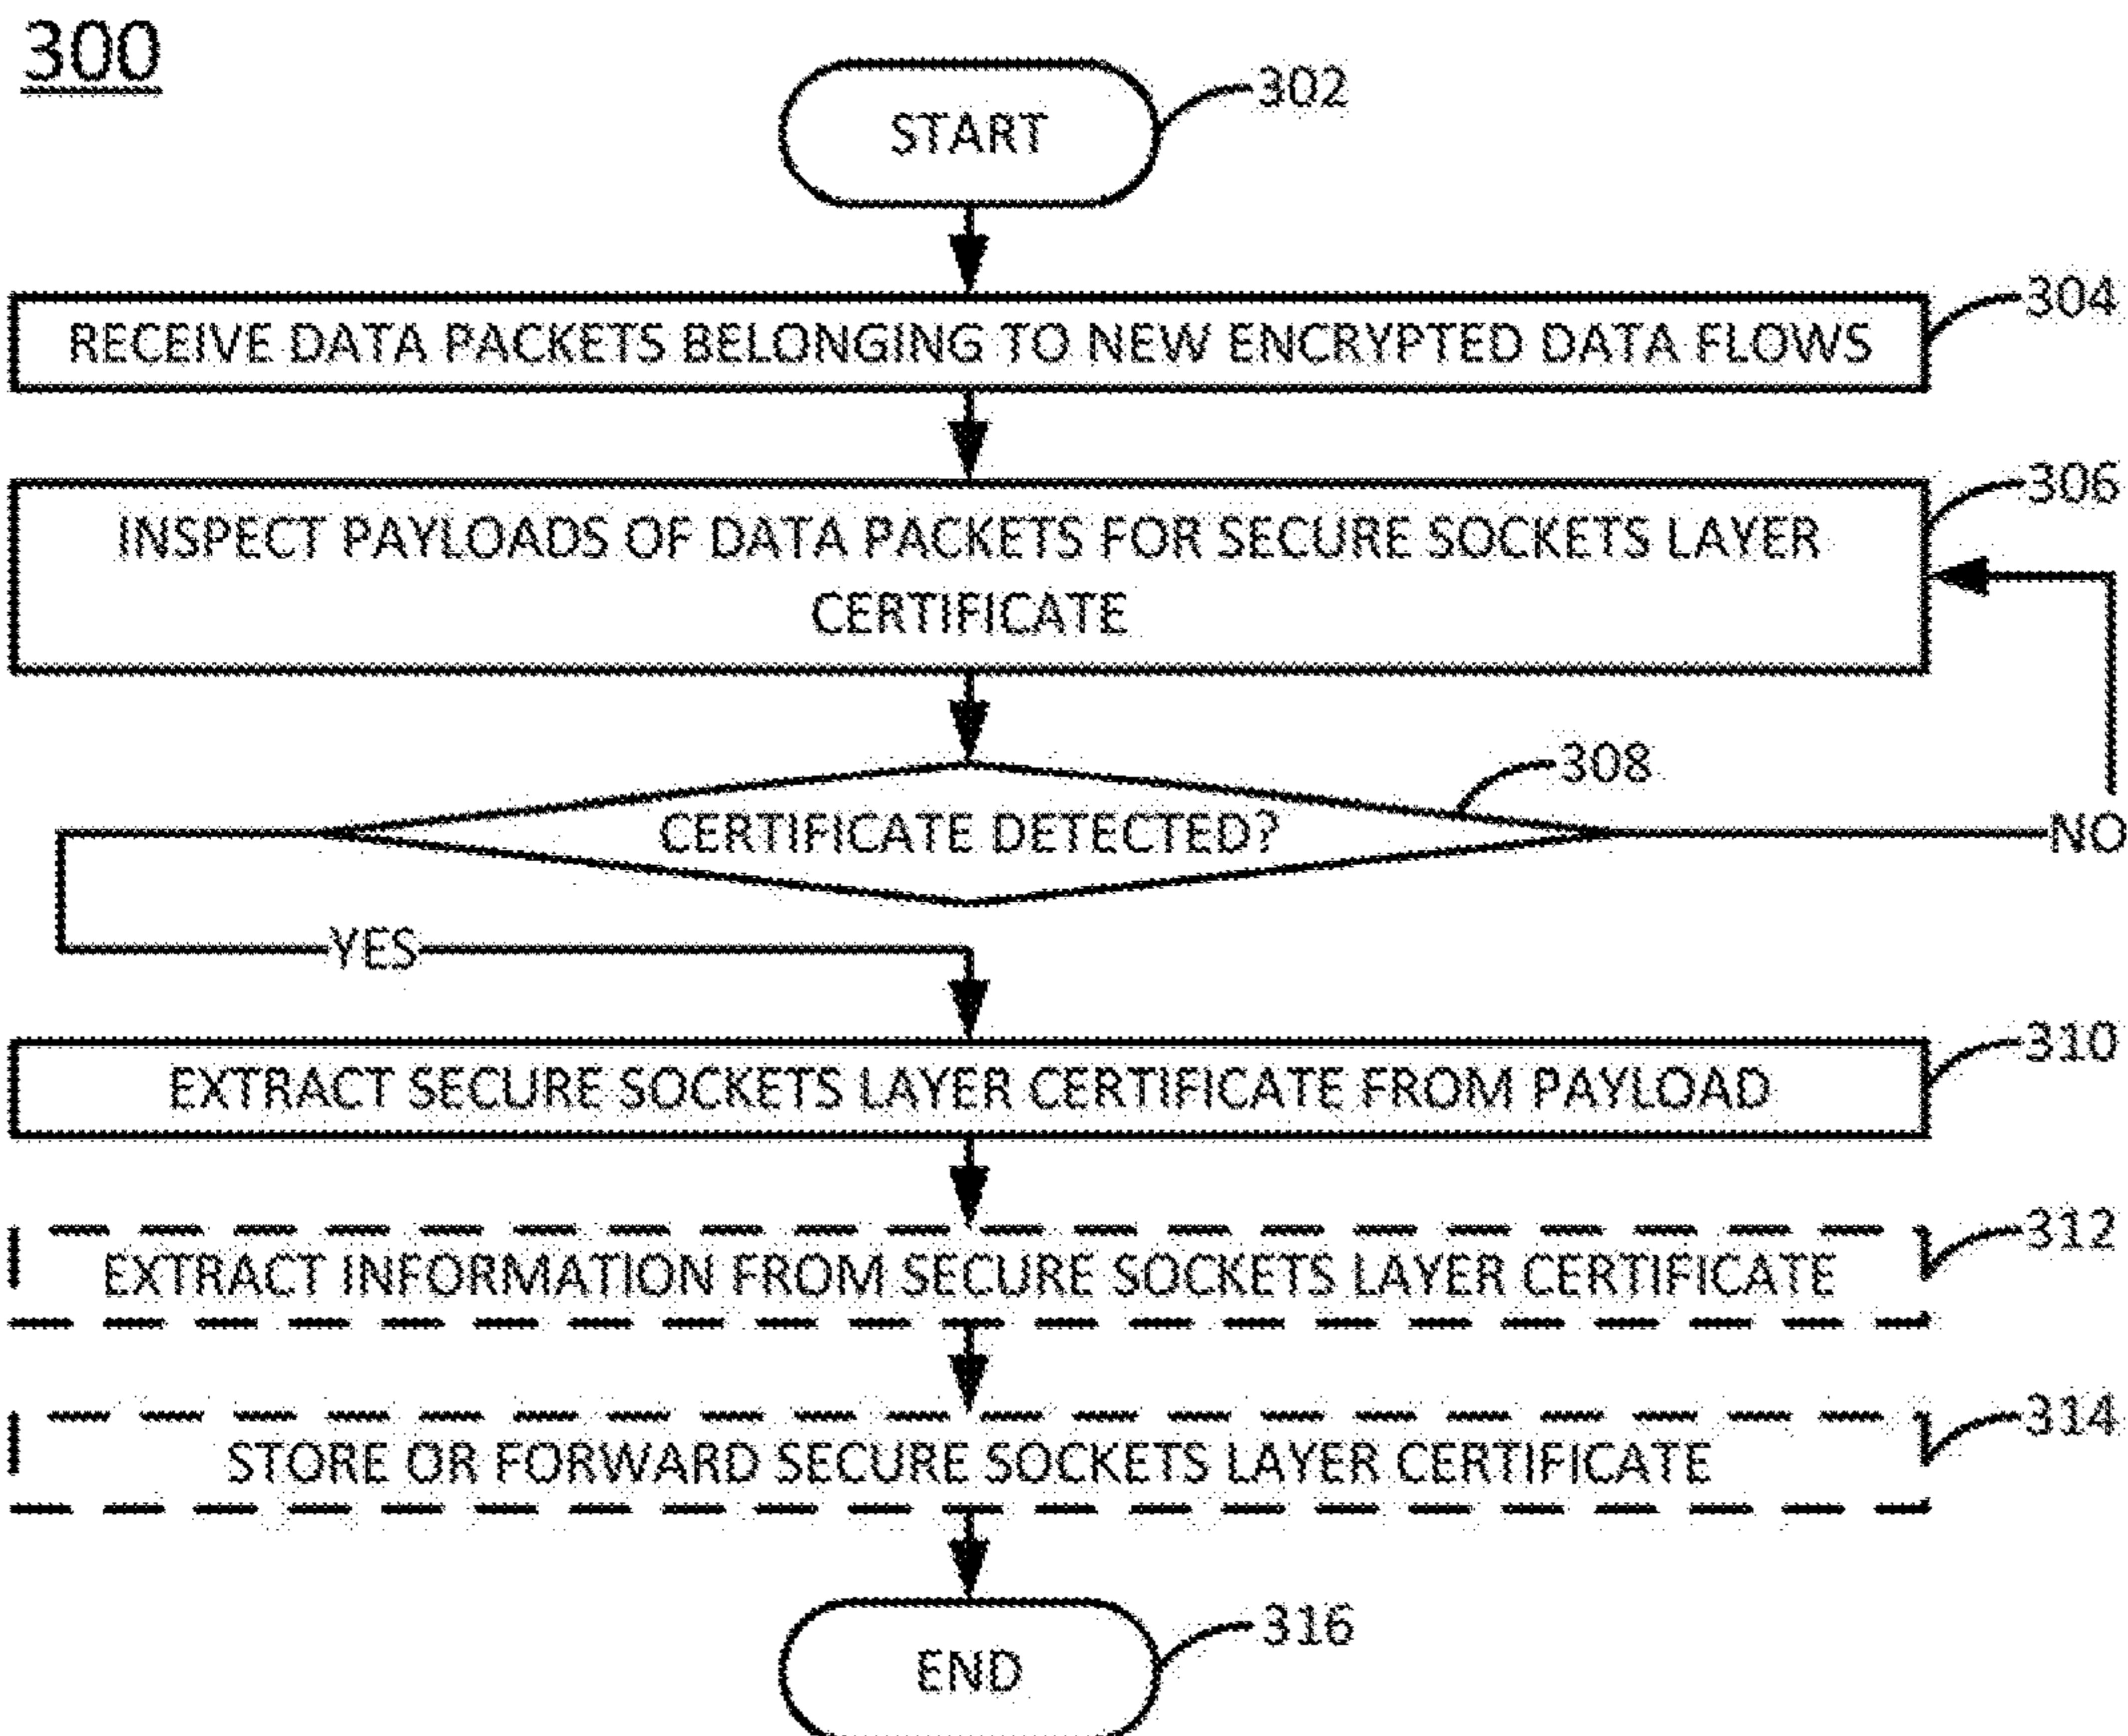 300
START
302
RECEIVE DATA PACKETS BELONGING TO NEW ENCRYPTED DATA FLOWS
304
INSPECT PAYLOADS OF DATA PACKETS FOR SECURE SOCKETS LAYER
CERTIFICATE
306
CERTIFICATE DETECTED?
308
NO
YES
EXTRACT SECURE SOCKETS LAYER CERTIFICATE FROM PAYLOAD
310
EXTRACT INFORMATION FROM SECURE SOCKETS LAYER CERTIFICATE
312
STORE OR FORWARD SECURE SOCKETS LAYER CERTIFICATE
314
END
316